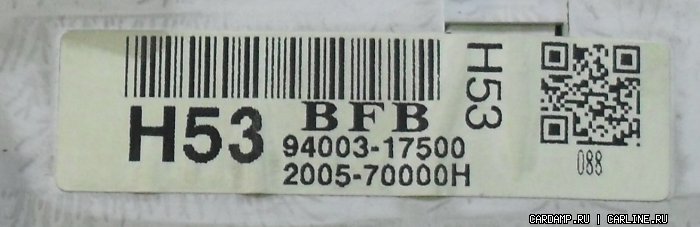 H53
BFB
94003-17500
2005-70000H
H53
088
CARDAMP.RU | CARLINE.RU